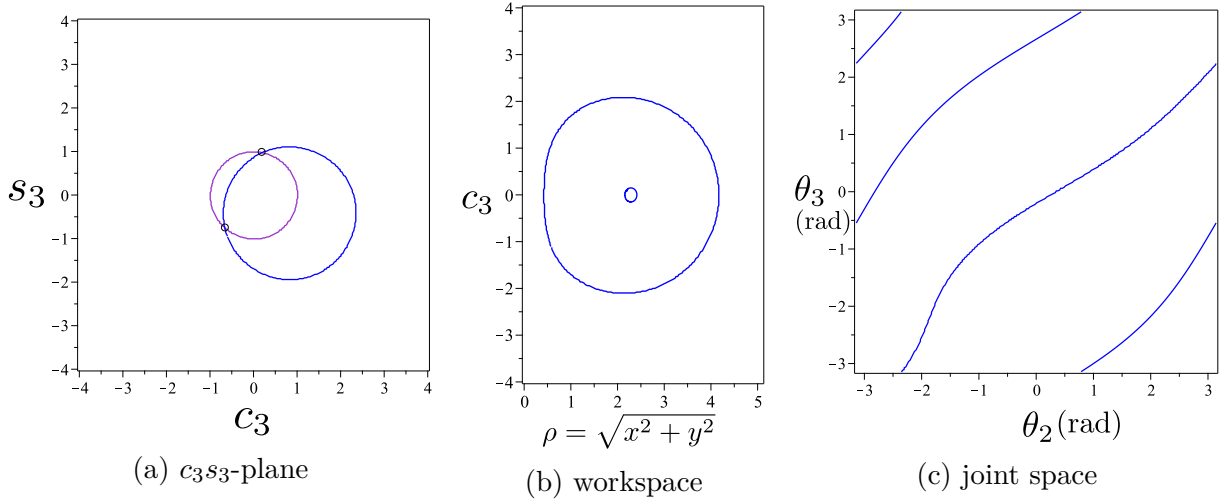 4
3
2
1
0
−1
−2
−3
−4
s₃
−4 −3 −2 −1 0 1 2 3 4
c₃
(a) c₃s₃-plane
4
3
2
1
0
−1
−2
−3
−4
c₃
0 1 2 3 4 5
ρ = √x² + y²
(b) workspace
3
2
1
0
−1
−2
−3
θ₃
(rad)
−3 −2 −1 0 1 2 3
θ₂(rad)
(c) joint space